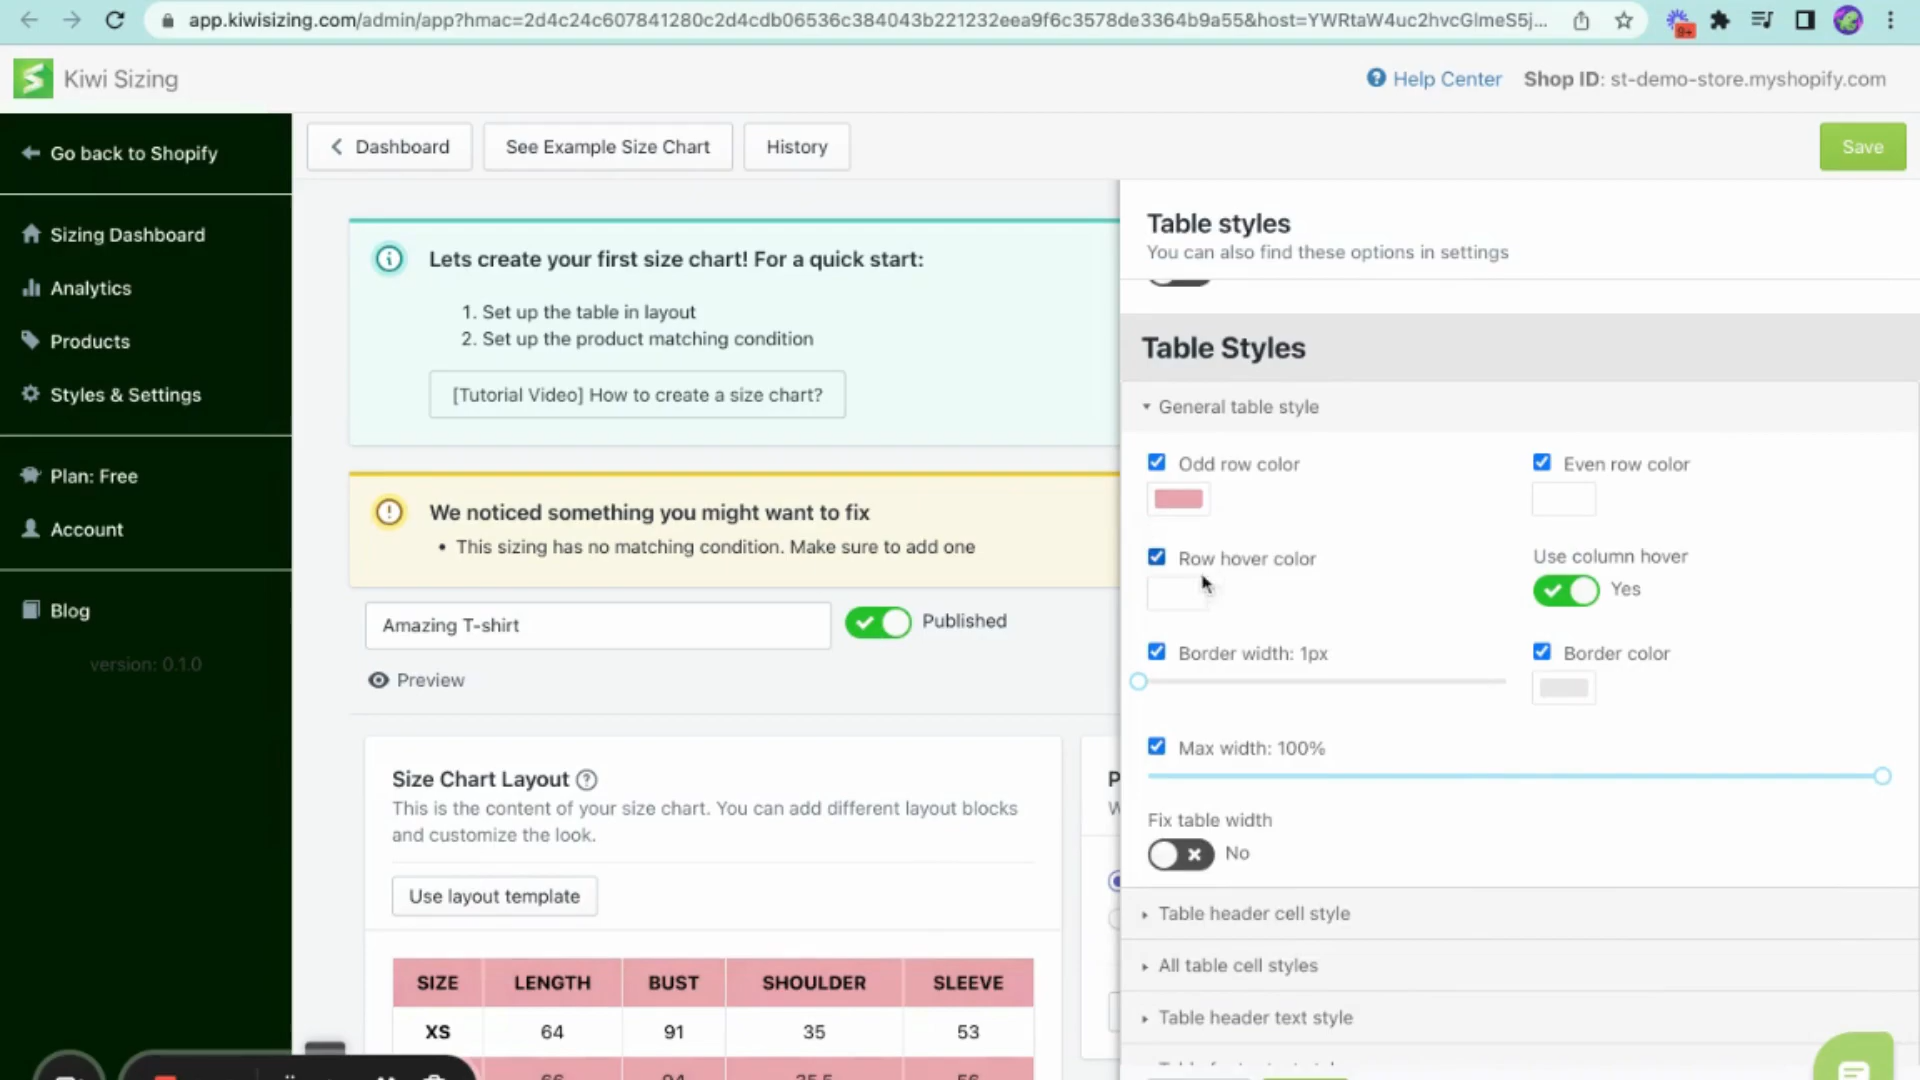 app.kiwisizing.com/admin/app?hmac=2d4c24c607841280c2d4cdb06536c384043b221232eea9f6c3578de3364b9a55&host=YWRtaW4uc2hvcGlmeS5j...
9+
Kiwi Sizing
Help Center
Shop ID: st-demo-store.myshopify.com
Go back to Shopify
Dashboard
See Example Size Chart
History
Save
Sizing Dashboard
Analytics
Products
Styles & Settings
Plan: Free
Account
Blog
version: 0.1.0
Lets create your first size chart! For a quick start:
1. Set up the table in layout
2. Set up the product matching condition
[Tutorial Video] How to create a size chart?
We noticed something you might want to fix
• This sizing has no matching condition. Make sure to add one
Amazing T-shirt
Published
Preview
Size Chart Layout
This is the content of your size chart. You can add different layout blocks
and customize the look.
Use layout template
SIZE LENGTH BUST SHOULDER SLEEVE
XS 64 91 35 53
Table styles
You can also find these options in settings
Table Styles
General table style
Odd row color
Even row color
Row hover color
Use column hover
Yes
Border width: 1px
Border color
Max width: 100%
Fix table width
No
Table header cell style
All table cell styles
Table header text style